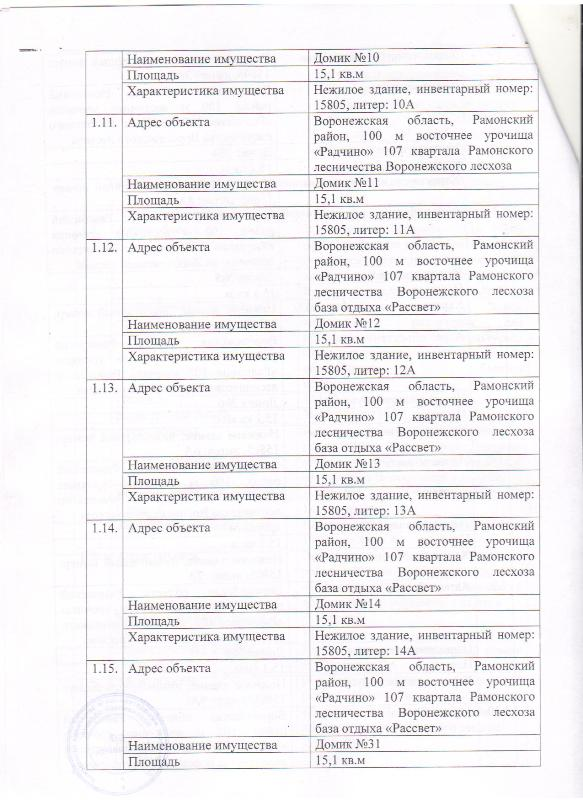 Наименование имущества Домик №10
Площадь 15,1 кв.м
Характеристика имущества Нежилое здание, инвентарный номер:
15805, литер: 10А
1.11. Адрес объекта Воронежская область, Рамонский
район, 100 м восточнее урочища
«Радчино» 107 квартала Рамонского
лесничества Воронежского лесхоза
Наименование имущества Домик №11
Площадь 15,1 кв.м
Характеристика имущества Нежилое здание, инвентарный номер:
15805, литер: 11А
1.12. Адрес объекта Воронежская область, Рамонский
район, 100 м восточнее урочища
«Радчино» 107 квартала Рамонского
лесничества Воронежского лесхоза
база отдыха «Рассвет»
Наименование имущества Домик №12
Площадь 15,1 кв.м
Характеристика имущества Нежилое здание, инвентарный номер:
15805, литер: 12А
1.13. Адрес объекта Воронежская область, Рамонский
район, 100 м восточнее урочища
«Радчино» 107 квартала Рамонского
лесничества Воронежского лесхоза
база отдыха «Рассвет»
Наименование имущества Домик №13
Площадь 15,1 кв.м
Характеристика имущества Нежилое здание, инвентарный номер:
15805, литер: 13А
1.14. Адрес объекта Воронежская область, Рамонский
район, 100 м восточнее урочища
«Радчино» 107 квартала Рамонского
лесничества Воронежского лесхоза
база отдыха «Рассвет»
Наименование имущества Домик №14
Площадь 15,1 кв.м
Характеристика имущества Нежилое здание, инвентарный номер:
15805, литер: 14А
1.15. Адрес объекта Воронежская область, Рамонский
район, 100 м восточнее урочища
«Радчино» 107 квартала Рамонского
лесничества Воронежского лесхоза
база отдыха «Рассвет»
Наименование имущества Домик №31
Площадь 15,1 кв.м